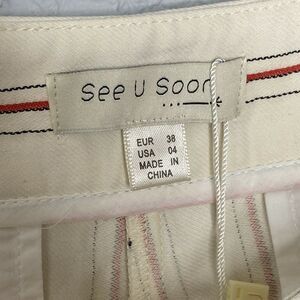 See U Soon
EUR 38
USA 04
MADE IN
CHINA